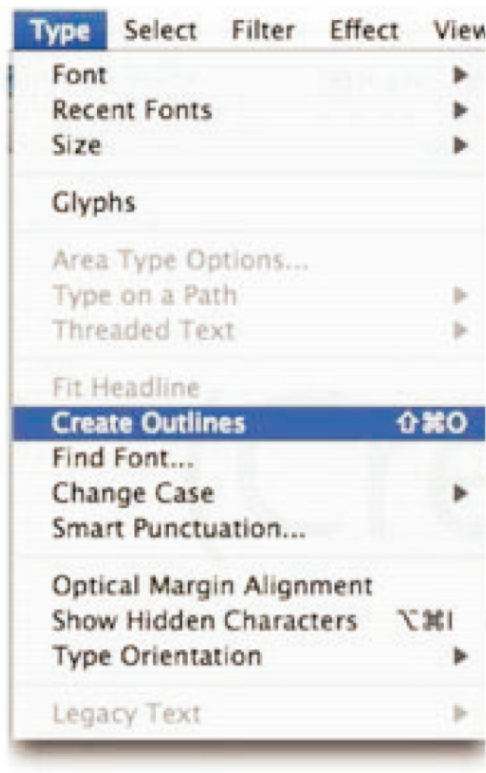 Type Select Filter Effect View
Font ▶
Recent Fonts ▶
Size ▶
Glyphs
Area Type Options...
Type on a Path ▶
Threaded Text ▶
Fit Headline
Create Outlines ⇧⌘O
Find Font...
Change Case ▶
Smart Punctuation...
Optical Margin Alignment
Show Hidden Characters ⌥⌘I
Type Orientation ▶
Legacy Text ▶